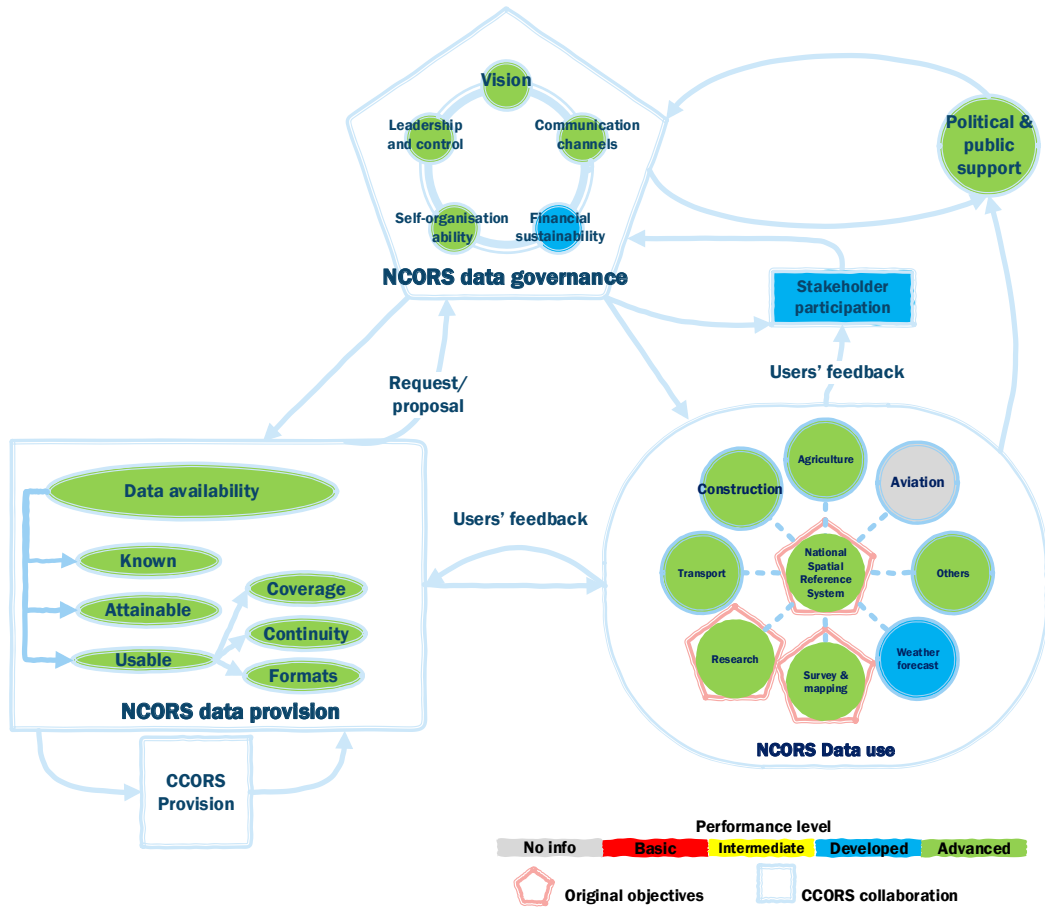 Vision
Leadership
and control
Communication
channels
Self-organisation
ability
Financial
sustainability
NCORS data governance
Political &
public
support
Stakeholder
participation
Users' feedback
Request/
proposal
Data availability
Known
Attainable
Usable
Coverage
Continuity
Formats
NCORS data provision
CCORS
Provision
Users' feedback
Agriculture
Construction
Aviation
Transport
National
Spatial
Reference
System
Others
Research
Survey &
mapping
Weather
forecast
NCORS Data use
Performance level
No info
Basic
Intermediate
Developed
Advanced
Original objectives
CCORS collaboration